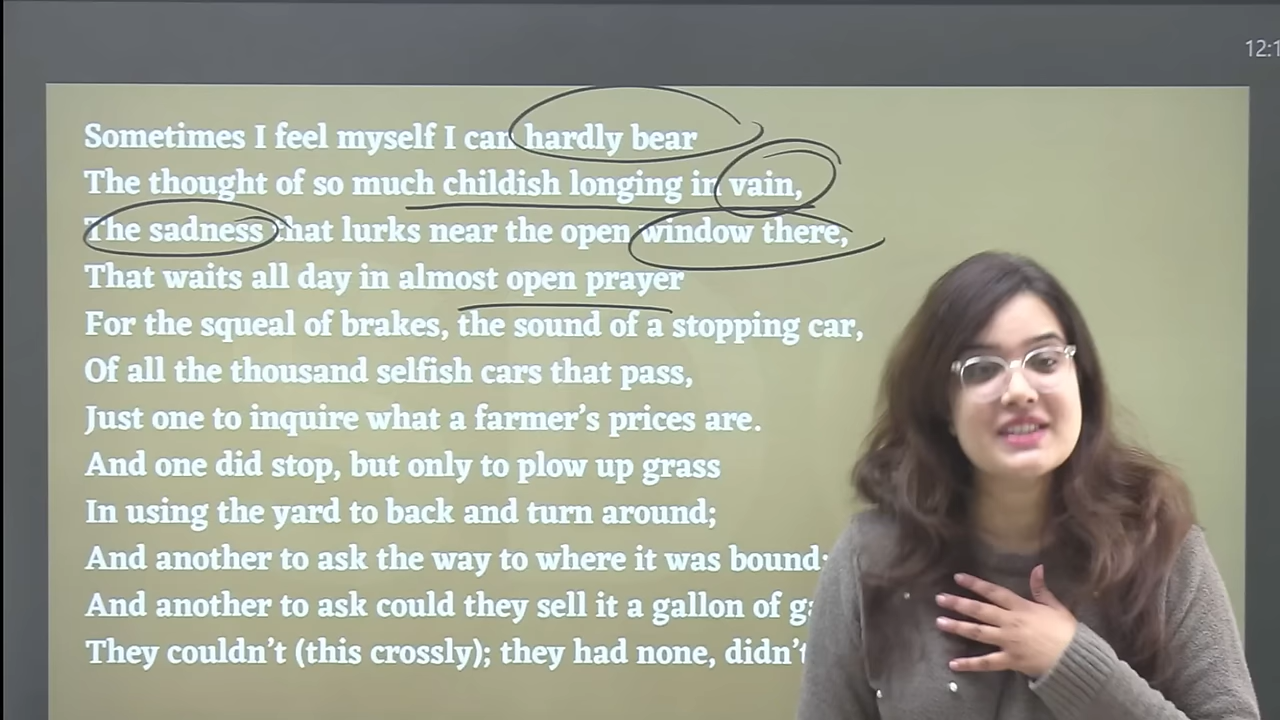 12:1
Sometimes I feel myself I can hardly bear
The thought of so much childish longing in vain,
The sadness that lurks near the open window there,
That waits all day in almost open prayer
For the squeal of brakes, the sound of a stopping car,
Of all the thousand selfish cars that pass,
Just one to inquire what a farmer's prices are.
And one did stop, but only to plow up grass
In using the yard to back and turn around;
And another to ask the way to where it was bound;
And another to ask could they sell it a gallon of
They couldn't (this crossly); they had none, didn't